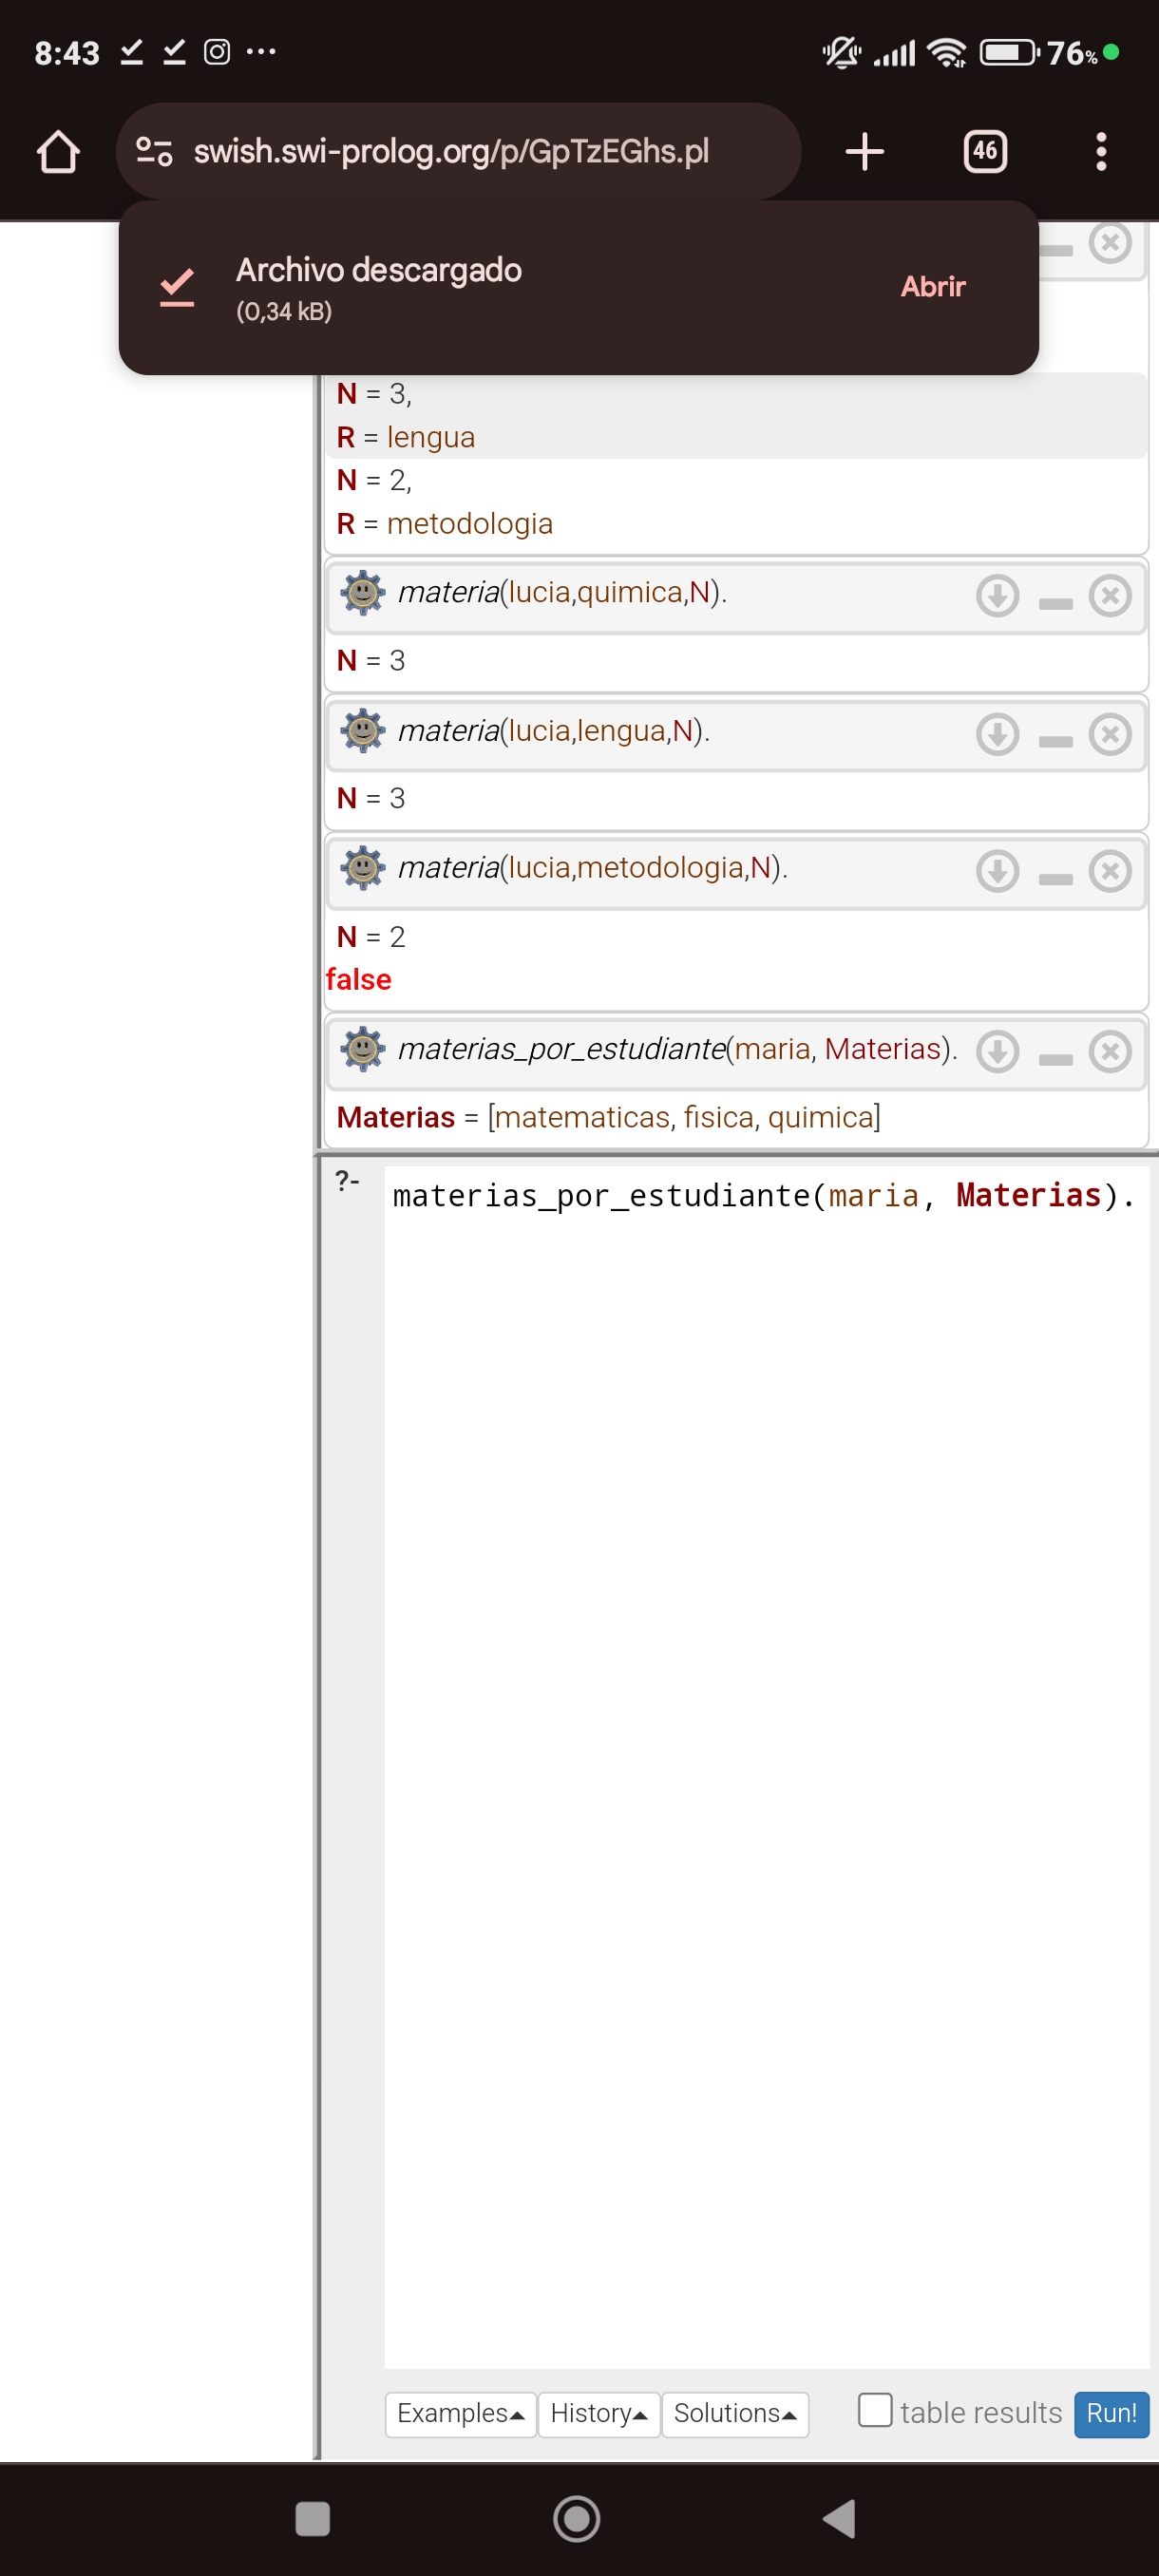 8:43
76%
swish.swi-prolog.org/p/GpTzEGhs.pl
46
Archivo descargado
(0,34 kB)
Abrir
N = 3,
R = lengua
N = 2,
R = metodologia
materia(lucia,quimica,N).
N = 3
materia(lucia,lengua,N).
N = 3
materia(lucia,metodologia,N).
N = 2
false
materias_por_estudiante(maria, Materias).
Materias = [matematicas, fisica, quimica]
?- materias_por_estudiante(maria, Materias).
Examples History Solutions table results Run!